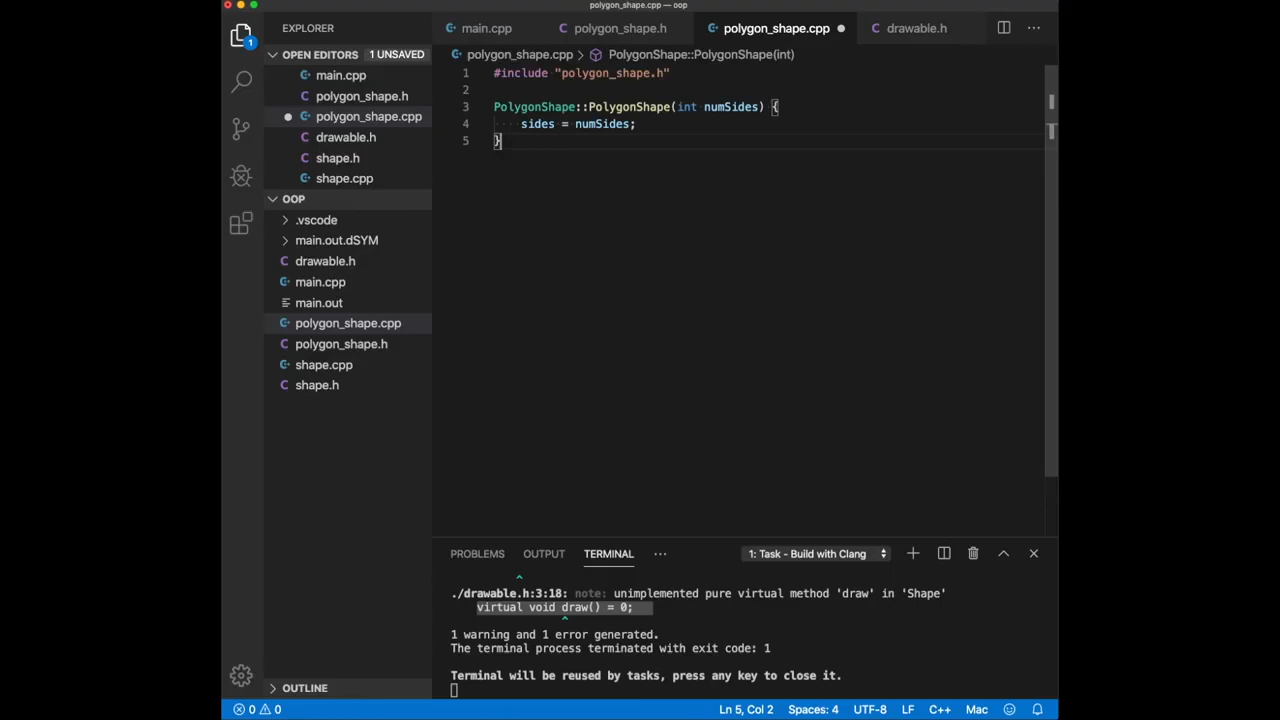 polygon_shape.cpp — oop
EXPLORER
main.cpp
polygon_shape.h
polygon_shape.cpp
drawable.h
OPEN EDITORS 1 UNSAVED
main.cpp
polygon_shape.h
polygon_shape.cpp
drawable.h
shape.h
shape.cpp
OOP
.vscode
main.out.dSYM
drawable.h
main.cpp
main.out
polygon_shape.cpp
polygon_shape.h
shape.cpp
shape.h
OUTLINE
polygon_shape.cpp > PolygonShape::PolygonShape(int)
1 #include "polygon_shape.h"
2
3 PolygonShape::PolygonShape(int numSides) {
4 sides = numSides;
5 }
PROBLEMS OUTPUT TERMINAL ··· 1: Task - Build with Clang
^
./drawable.h:3:18: note: unimplemented pure virtual method 'draw' in 'Shape'
virtual void draw() = 0;
^
1 warning and 1 error generated.
The terminal process terminated with exit code: 1
Terminal will be reused by tasks, press any key to close it.
0 0 Ln 5, Col 2 Spaces: 4 UTF-8 LF C++ Mac
1